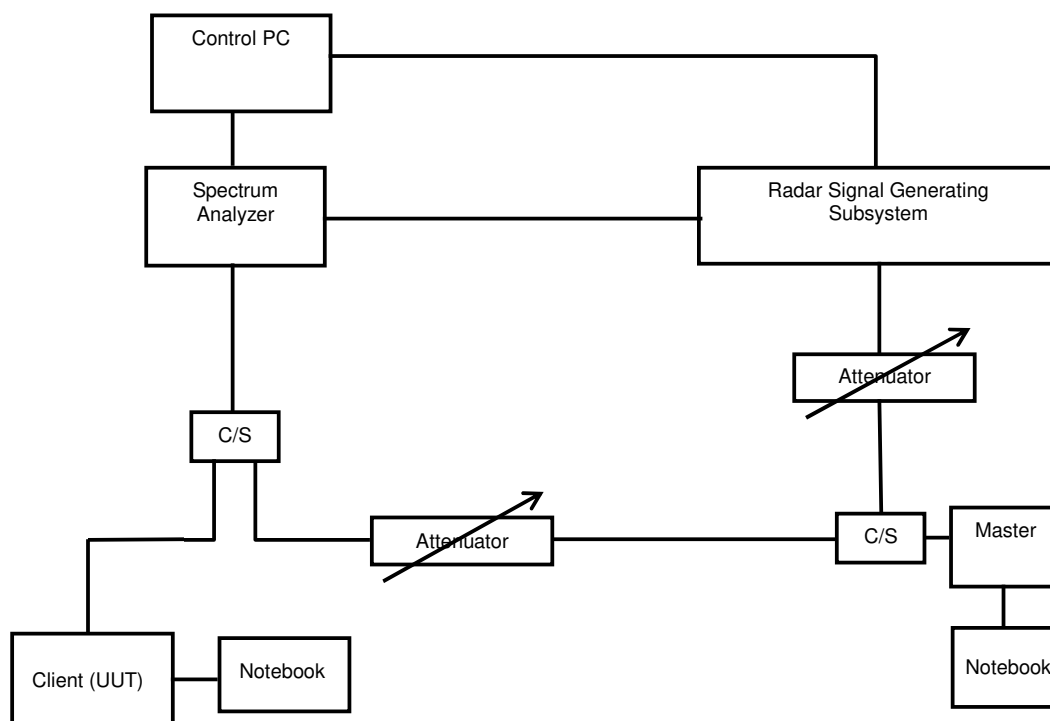 Control PC
Spectrum
Analyzer
Radar Signal Generating
Subsystem
Attenuator
C/S
Attenuator
C/S
Master
Client (UUT)
Notebook
Notebook